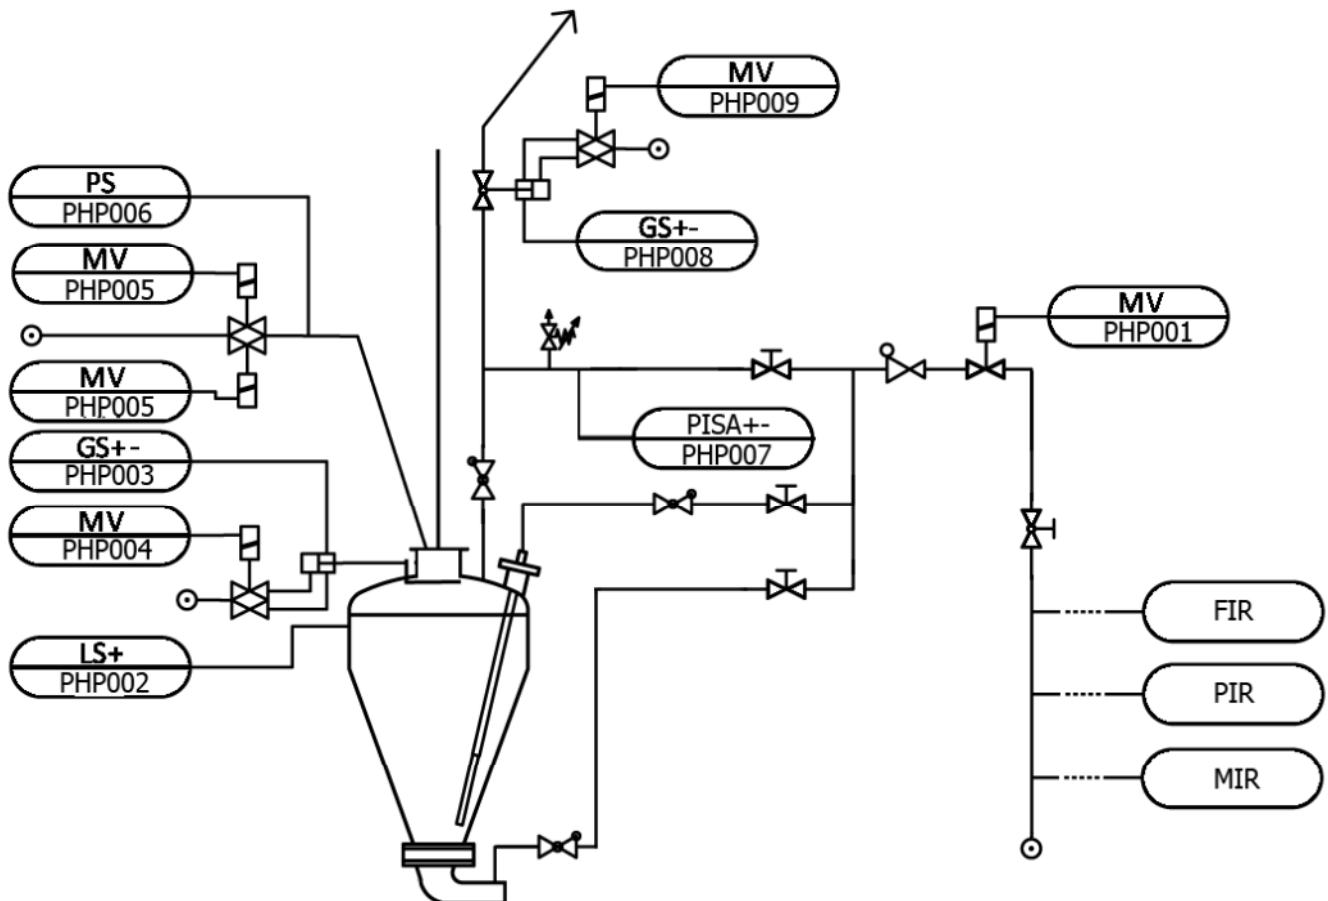 MV
PHP009
PS
PHP006
GS+-
PHP008
MV
PHP005
MV
PHP001
MV
PHP005
PISA+-
PHP007
GS+-
PHP003
MV
PHP004
FIR
LS+
PHP002
PIR
MIR